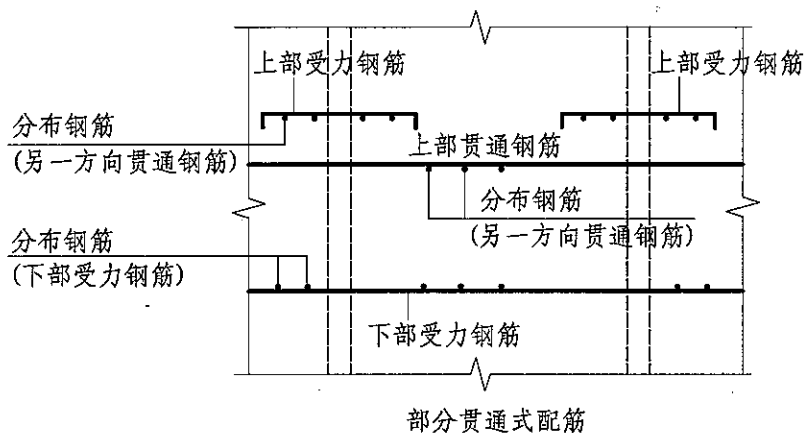 上部受力钢筋
上部受力钢筋
分布钢筋
(另一方向贯通钢筋)
上部贯通钢筋
分布钢筋
(另一方向贯通钢筋)
分布钢筋
(下部受力钢筋)
下部受力钢筋
部分贯通式配筋